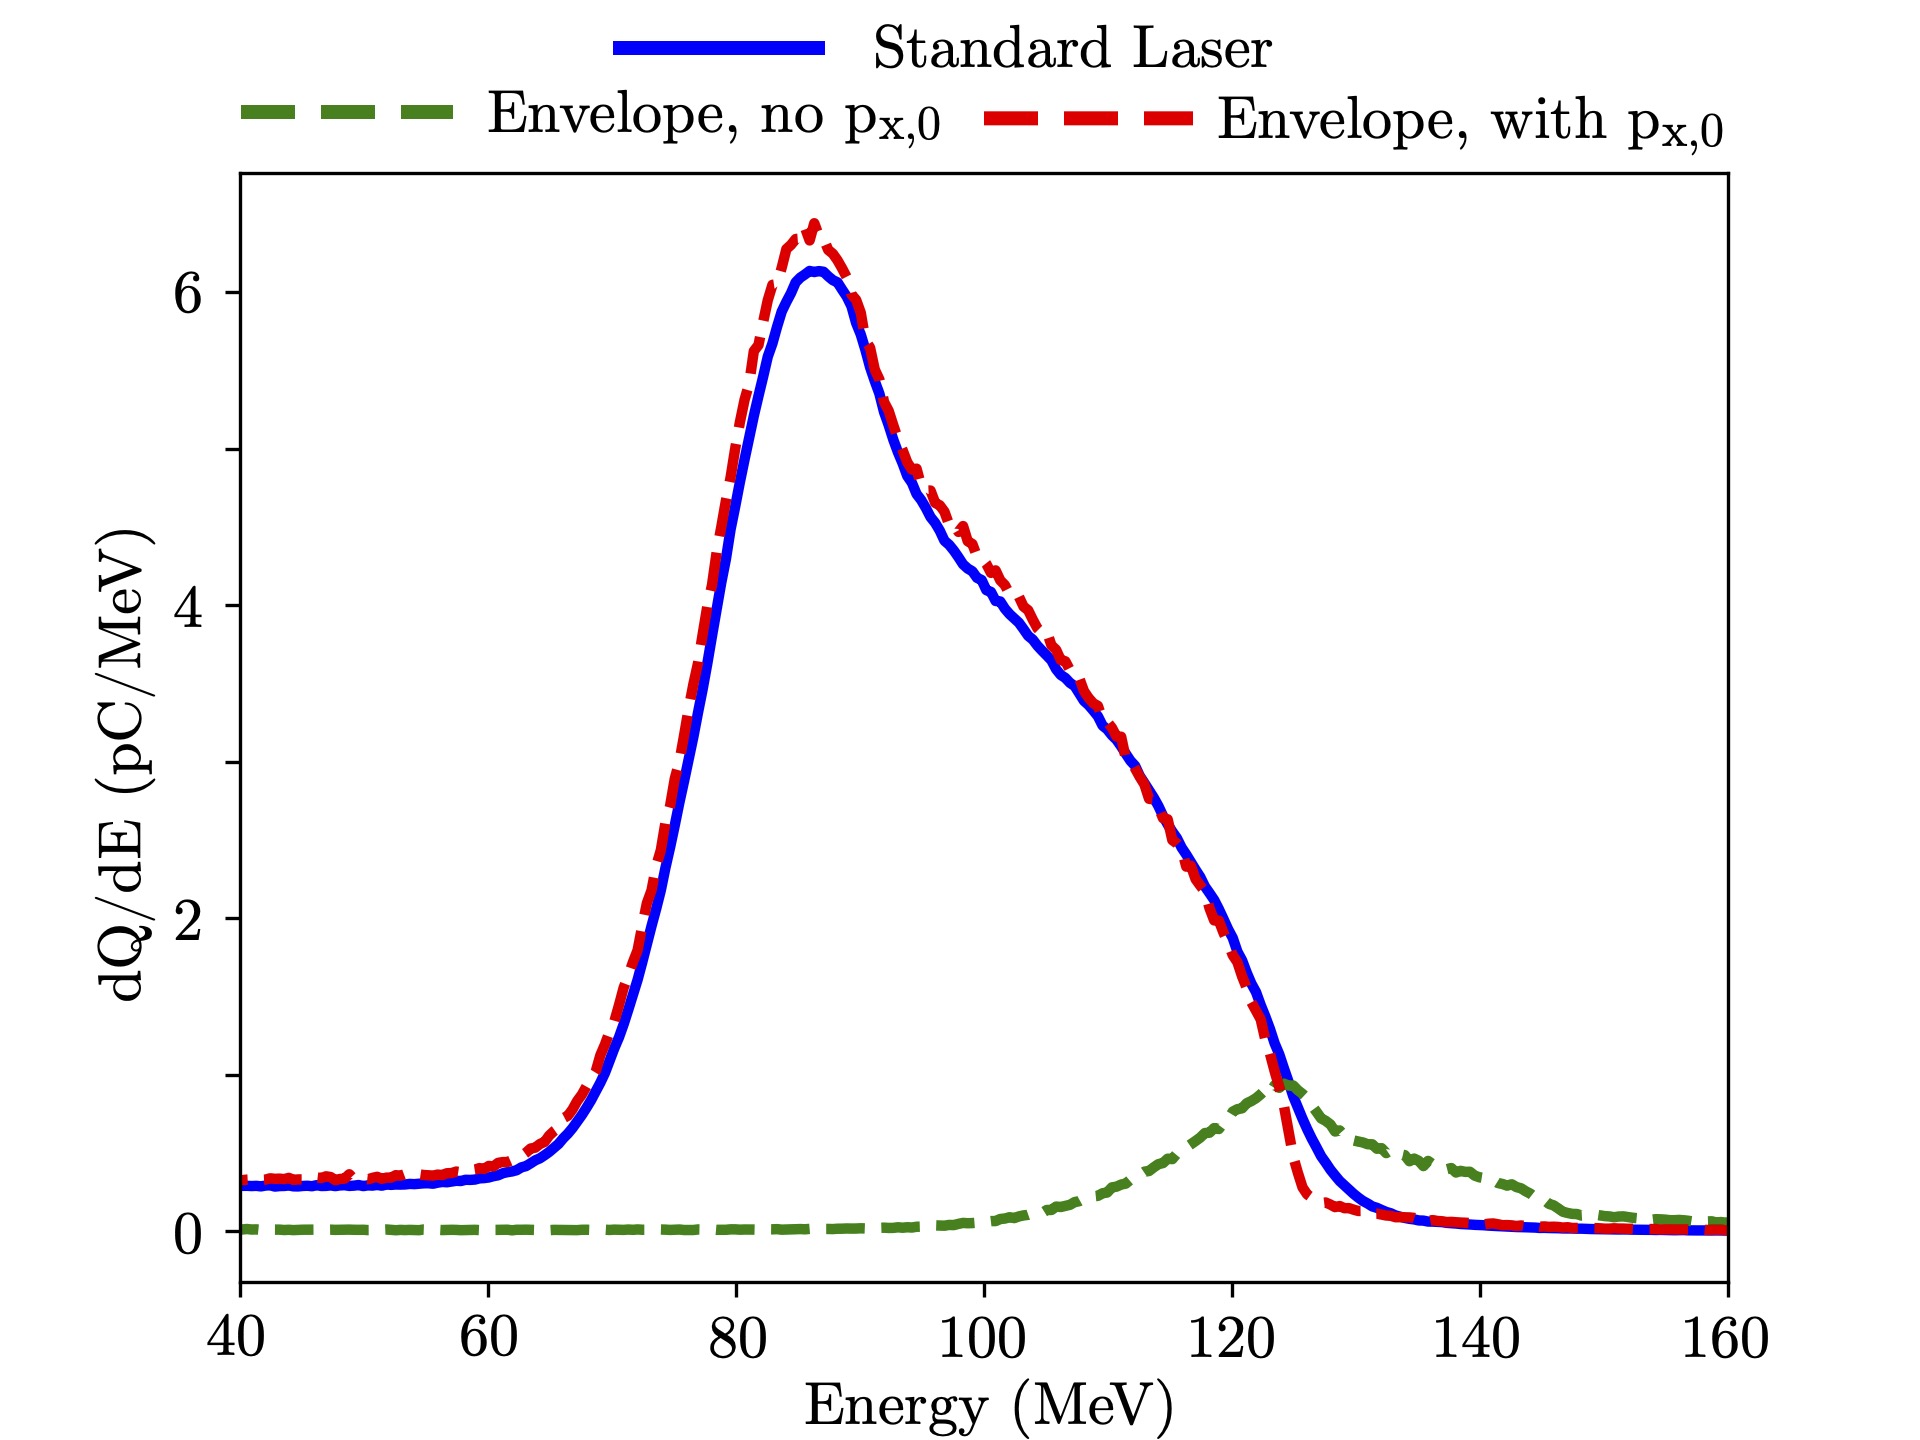 Standard Laser
Envelope, no px,0
Envelope, with px,0
dQ/dE (pC/MeV)
6
4
2
0
40 60 80 100 120 140 160
Energy (MeV)